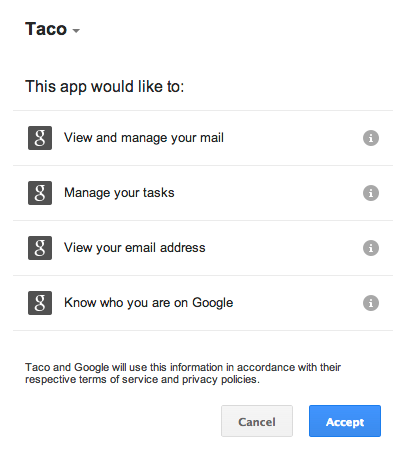 Taco
This app would like to:
g View and manage your mail i
g Manage your tasks i
g View your email address i
g Know who you are on Google i
Taco and Google will use this information in accordance with their
respective terms of service and privacy policies.
Cancel Accept